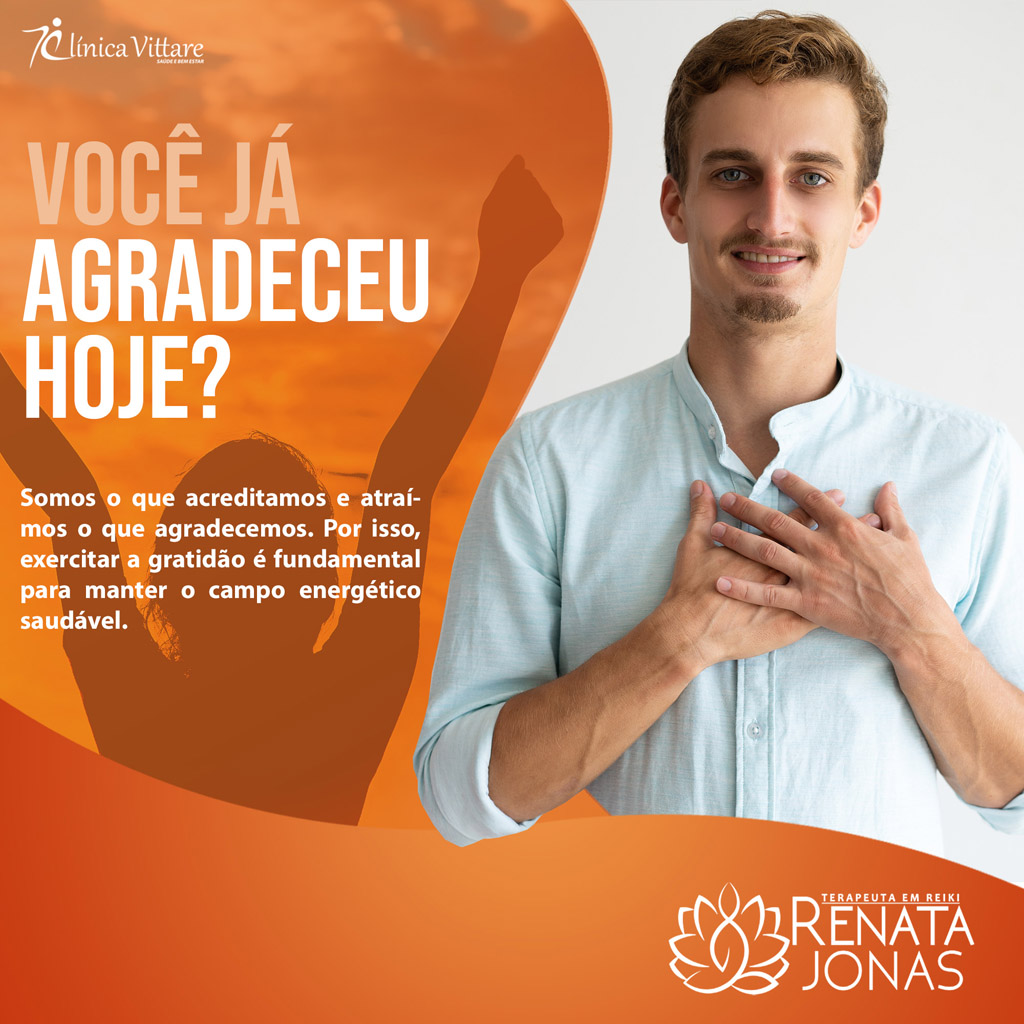 Clínica Vittare
SAÚDE E BEM ESTAR
VOCÊ JÁ
AGRADECEU
HOJE?
Somos o que acreditamos e atraí-
mos o que agradecemos. Por isso,
exercitar a gratidão é fundamental
para manter o campo energético
saudável.
TERAPEUTA EM REIKI
RENATA
JONAS